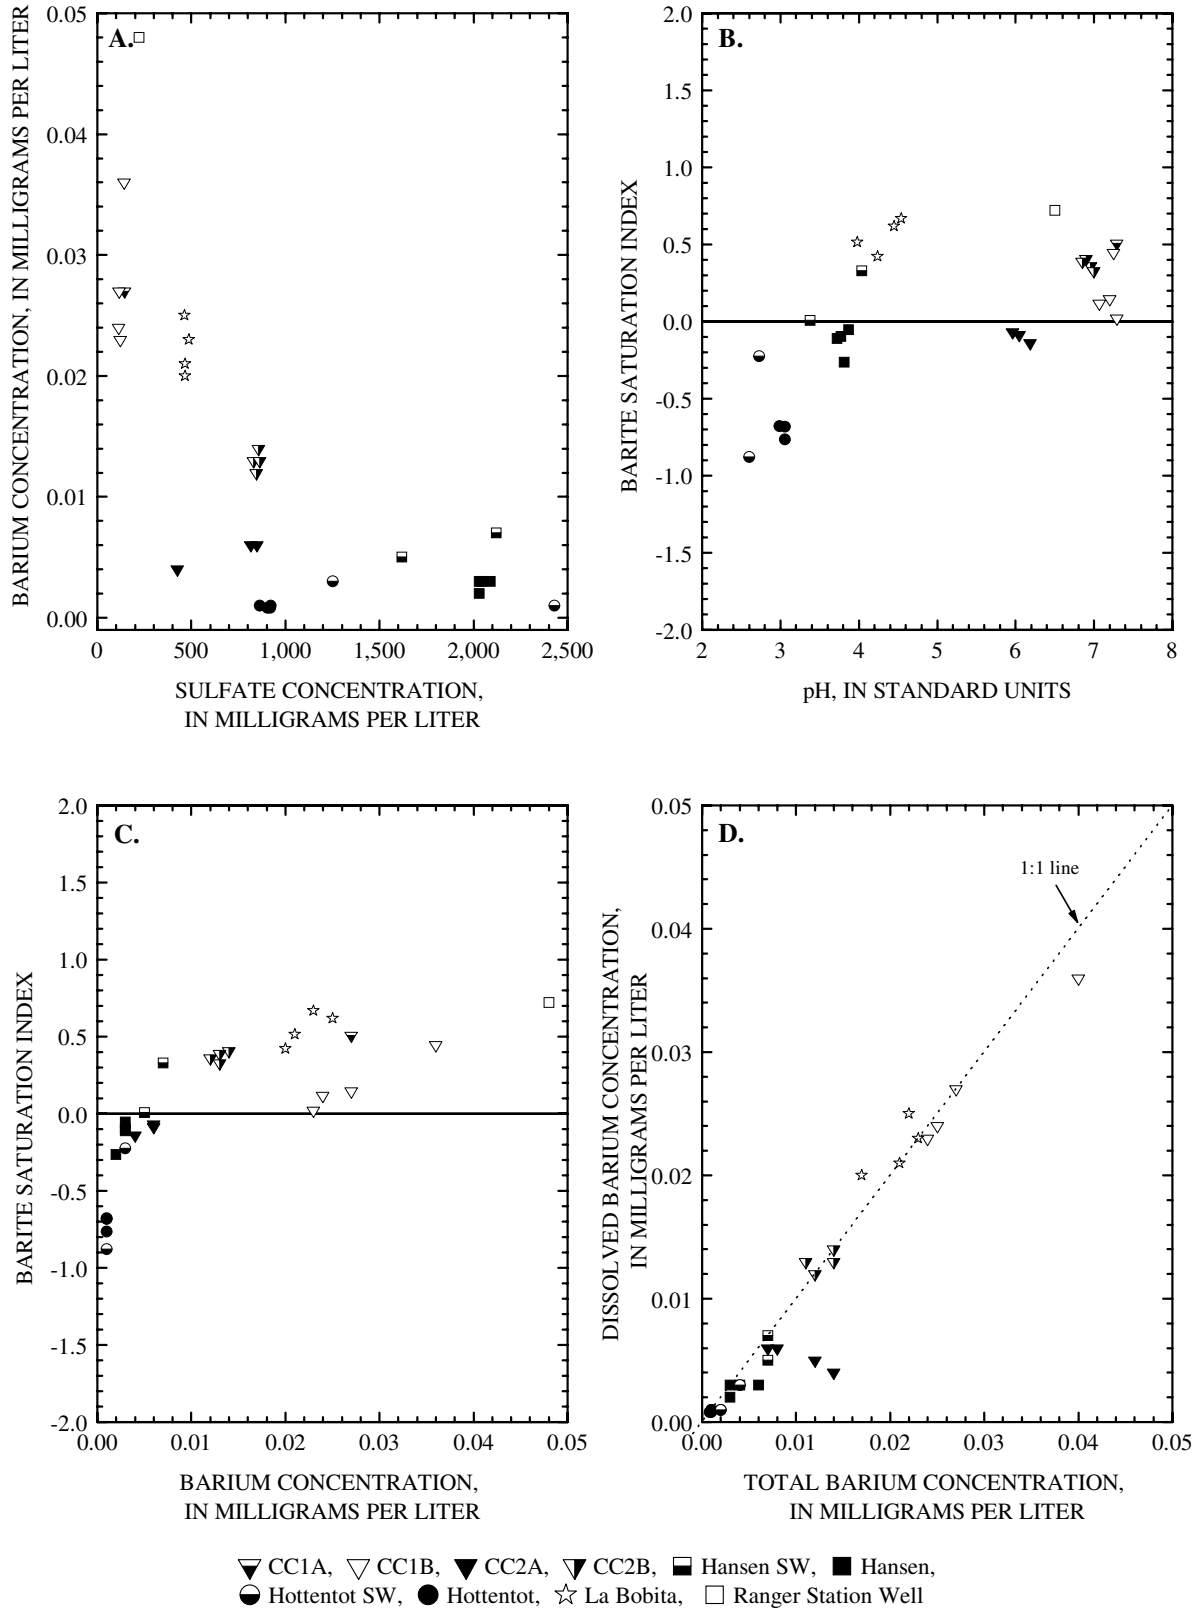 A.
BARIUM CONCENTRATION, IN MILLIGRAMS PER LITER
0.05
0.04
0.03
0.02
0.01
0.00
0 500 1,000 1,500 2,000 2,500
SULFATE CONCENTRATION,
IN MILLIGRAMS PER LITER
B.
BARITE SATURATION INDEX
2.0
1.5
1.0
0.5
0.0
-0.5
-1.0
-1.5
-2.0
2 3 4 5 6 7 8
pH, IN STANDARD UNITS
C.
BARITE SATURATION INDEX
2.0
1.5
1.0
0.5
0.0
-0.5
-1.0
-1.5
-2.0
0.00 0.01 0.02 0.03 0.04 0.05
BARIUM CONCENTRATION,
IN MILLIGRAMS PER LITER
D.
1:1 line
DISSOLVED BARIUM CONCENTRATION,
IN MILLIGRAMS PER LITER
0.05
0.04
0.03
0.02
0.01
0.00
0.00 0.01 0.02 0.03 0.04 0.05
TOTAL BARIUM CONCENTRATION,
IN MILLIGRAMS PER LITER
CC1A, CC1B, CC2A, CC2B, Hansen SW, Hansen,
Hottentot SW, Hottentot, La Bobita, Ranger Station Well